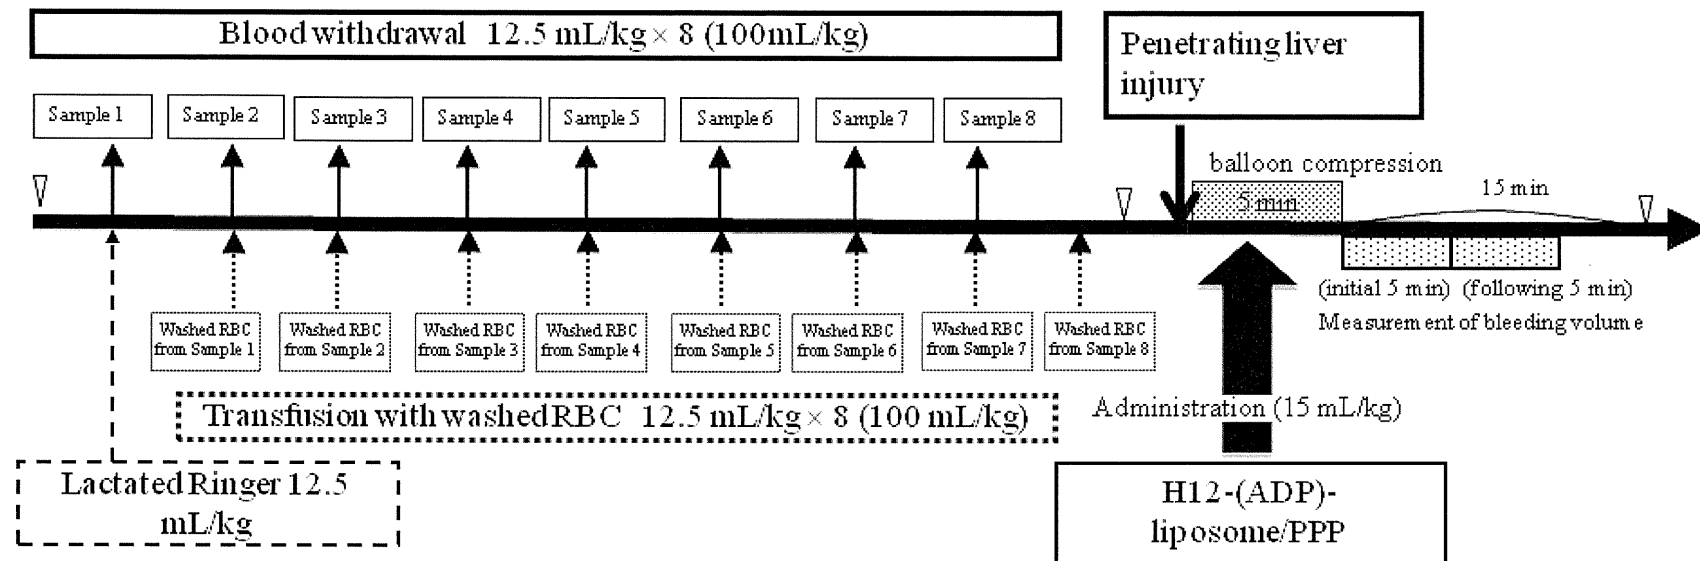 Blood withdrawal 12.5 mL/kg × 8 (100mL/kg)
Penetrating liver
injury
Sample 1
Sample 2
Sample 3
Sample 4
Sample 5
Sample 6
Sample 7
Sample 8
balloon compression
5 min
15 min
(initial 5 min) (following 5 min)
Measurement of bleeding volume
Washed RBC
from Sample 1
Washed RBC
from Sample 2
Washed RBC
from Sample 3
Washed RBC
from Sample 4
Washed RBC
from Sample 5
Washed RBC
from Sample 6
Washed RBC
from Sample 7
Washed RBC
from Sample 8
Transfusion with washed RBC 12.5 mL/kg × 8 (100 mL/kg)
Administration (15 mL/kg)
Lactated Ringer 12.5
mL/kg
H12-(ADP)-
liposome/PPP